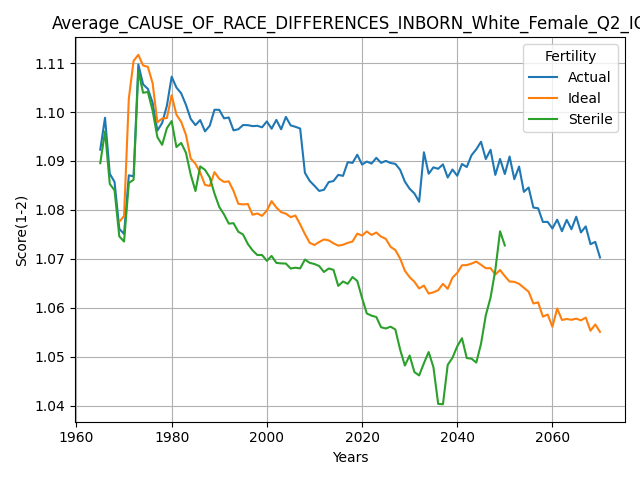 Average_CAUSE_OF_RACE_DIFFERENCES_INBORN_White_Female_Q2_IC
Fertility
Actual
Ideal
Sterile
Score(1-2)
1.11
1.10
1.09
1.08
1.07
1.06
1.05
1.04
1960 1980 2000 2020 2040 2060
Years